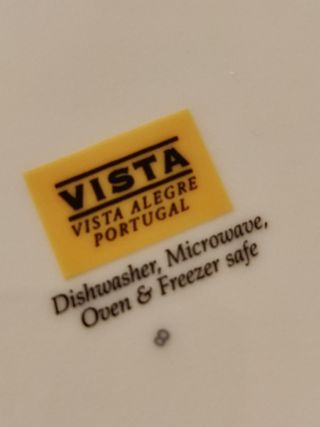 VISTA
VISTA ALEGRE
PORTUGAL
Dishwasher, Microwave,
Oven & Freezer safe
8